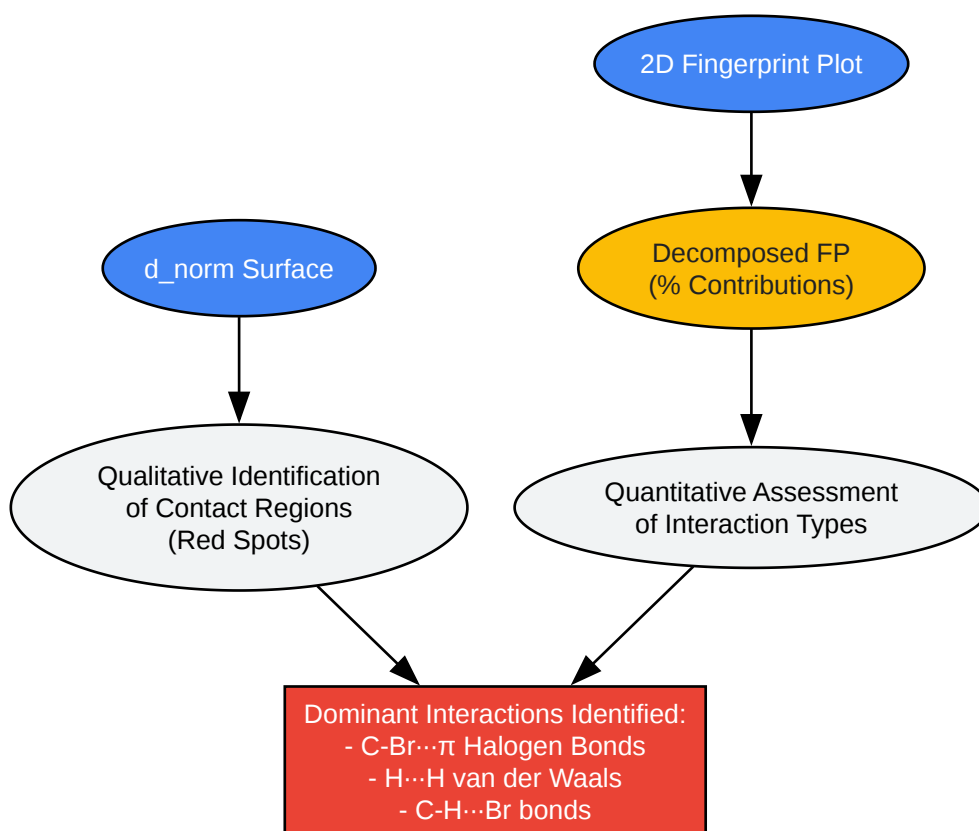 2D Fingerprint Plot
d_norm Surface
Decomposed FP
(% Contributions)
Qualitative Identification
of Contact Regions
(Red Spots)
Quantitative Assessment
of Interaction Types
Dominant Interactions Identified:
- C-Br···π Halogen Bonds
- H···H van der Waals
- C-H···Br bonds